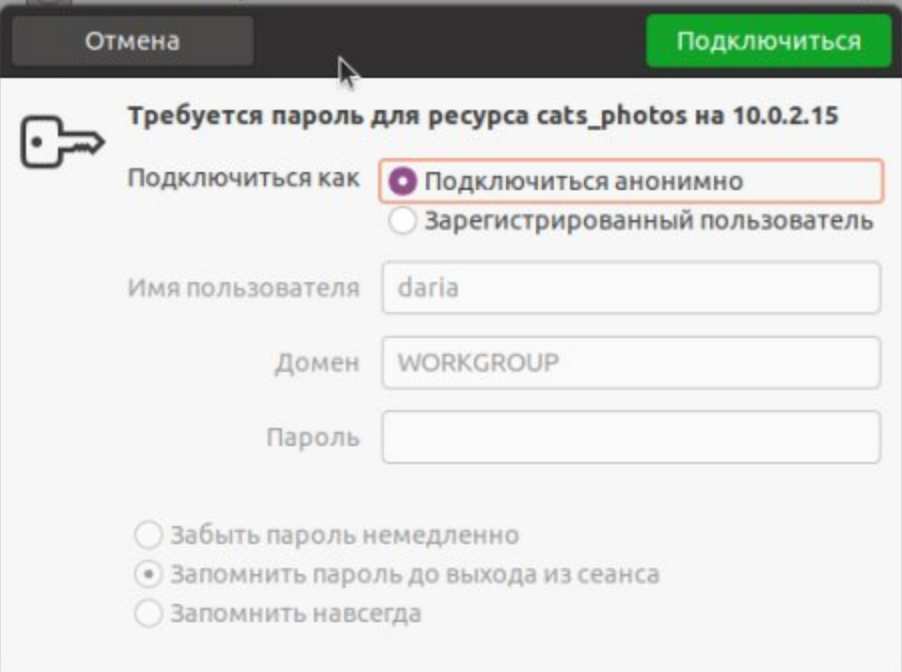 Отмена
Подключиться
Требуется пароль для ресурса cats_photos на 10.0.2.15
Подключиться как
Подключиться анонимно
Зарегистрированный пользователь
Имя пользователя
daria
Домен
WORKGROUP
Пароль
Забыть пароль немедленно
Запомнить пароль до выхода из сеанса
Запомнить навсегда